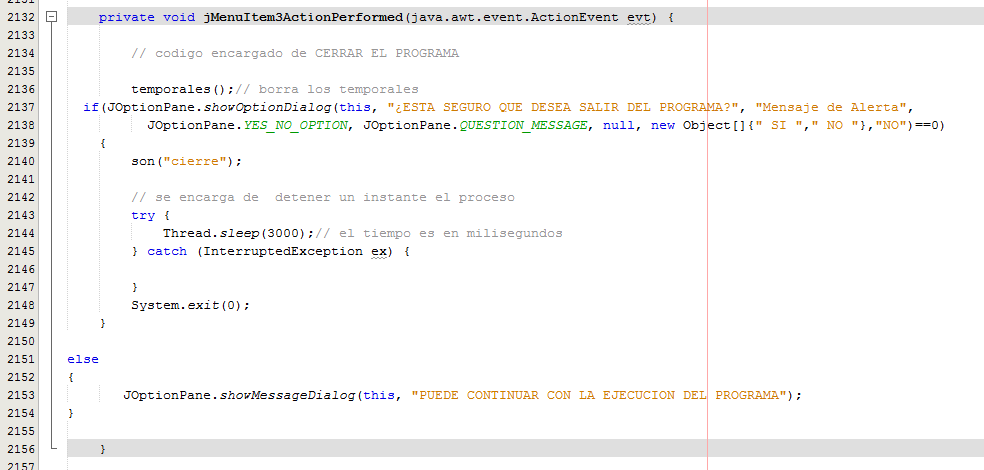 2131
2132 private void jMenuItem3ActionPerformed(java.awt.event.ActionEvent evt) {
2133
2134 // codigo encargado de CERRAR EL PROGRAMA
2135
2136 temporales();// borra los temporales
2137 if(JOptionPane.showOptionDialog(this, "¿ESTA SEGURO QUE DESEA SALIR DEL PROGRAMA?", "Mensaje de Alerta",
2138 JOptionPane.YES_NO_OPTION, JOptionPane.QUESTION_MESSAGE, null, new Object[]{" SI "," NO "},"NO")==0)
2139 {
2140 son("cierre");
2141
2142 // se encarga de  detener un instante el proceso
2143 try {
2144 Thread.sleep(3000);// el tiempo es en milisegundos
2145 } catch (InterruptedException ex) {
2146
2147 }
2148 System.exit(0);
2149 }
2150
2151 else
2152 {
2153 JOptionPane.showMessageDialog(this, "PUEDE CONTINUAR CON LA EJECUCION DEL PROGRAMA");
2154 }
2155
2156 }
2157